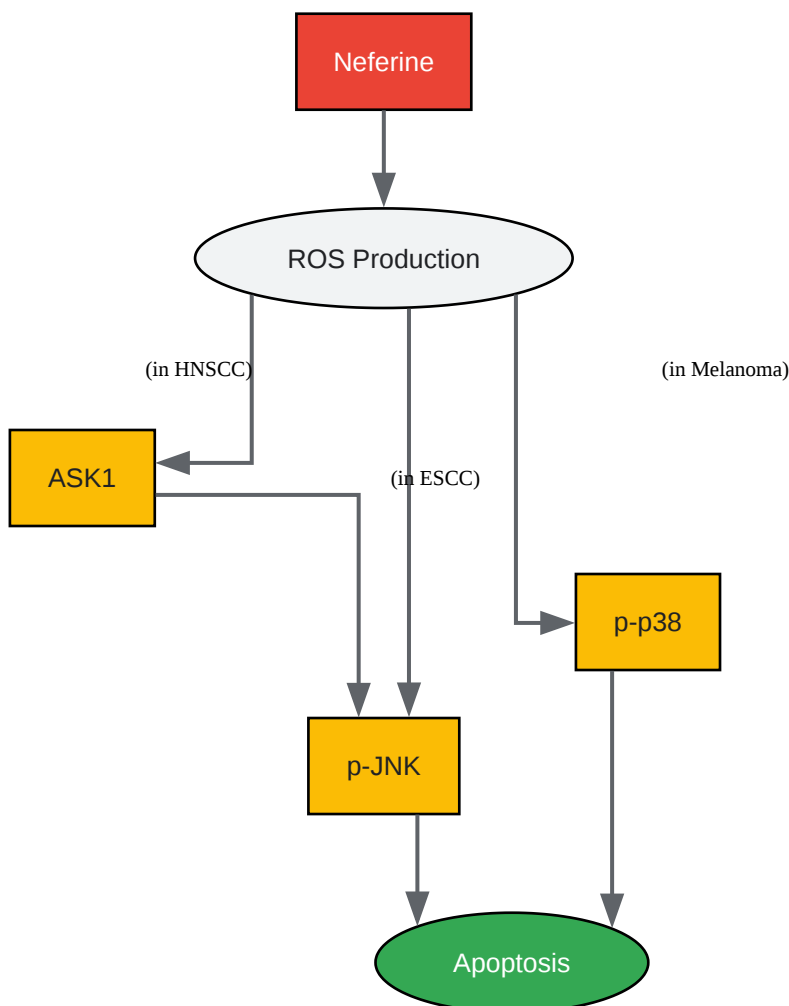 Neferine
ROS Production
(in HNSCC)
(in Melanoma)
ASK1
(in ESCC)
p-p38
p-JNK
Apoptosis